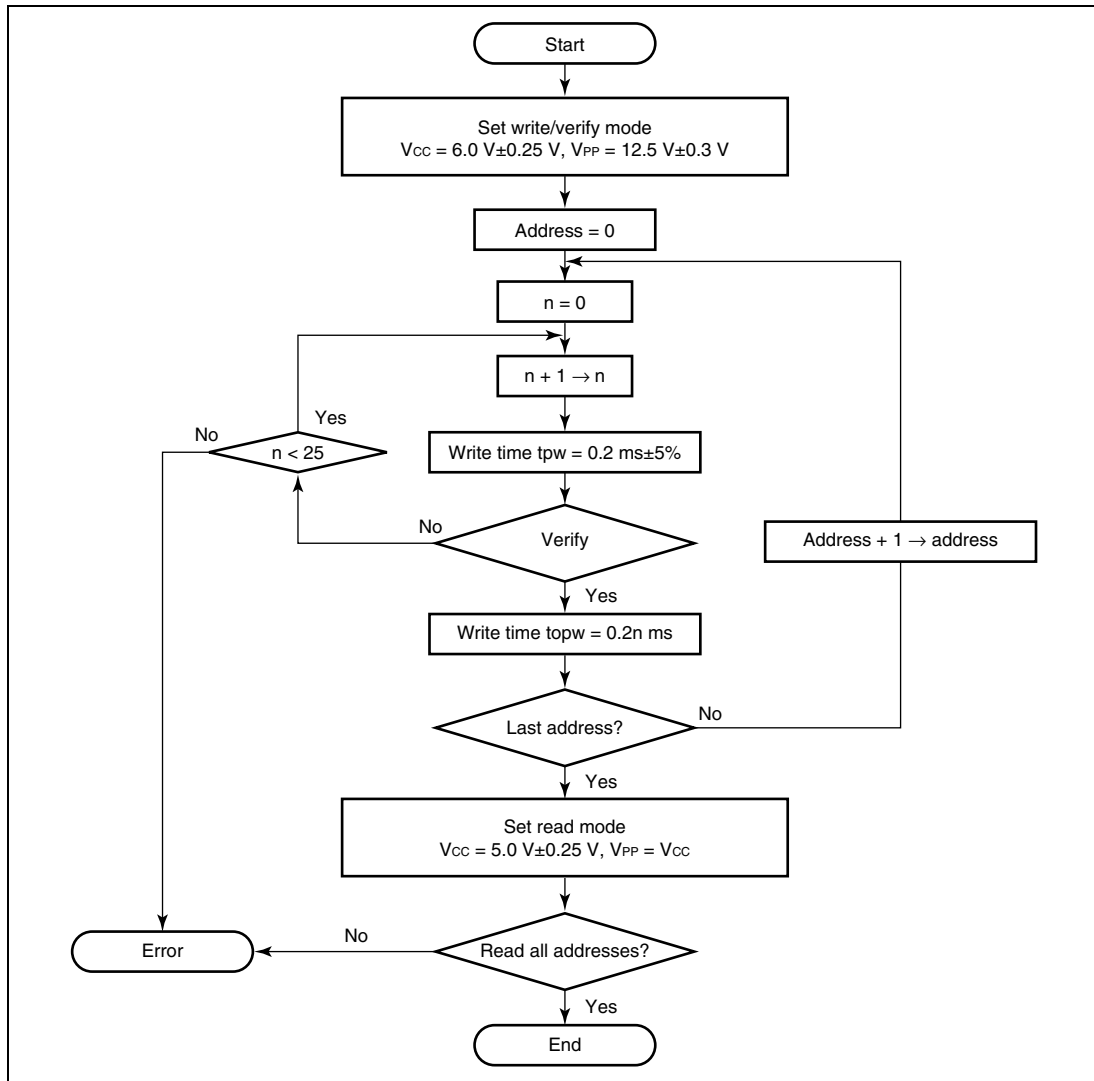 Start
Set write/verify mode
VCC = 6.0 V±0.25 V, VPP = 12.5 V±0.3 V
Address = 0
n = 0
n + 1 → n
Yes
No
n < 25
Write time tpw = 0.2 ms±5%
No
Verify
Address + 1 → address
Yes
Write time topw = 0.2n ms
Last address?
No
Yes
Set read mode
VCC = 5.0 V±0.25 V, VPP = VCC
Error
No
Read all addresses?
Yes
End